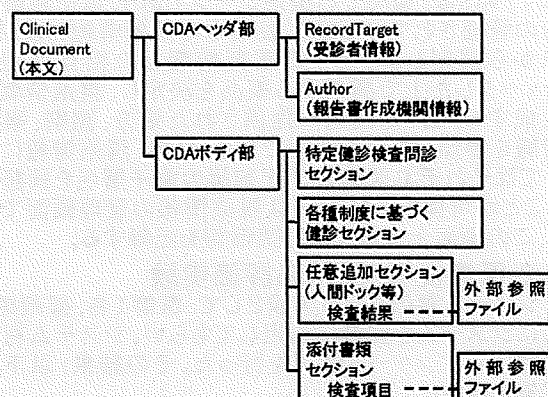 Clinical
Document
(本文)
CDAヘッダ部
RecordTarget
(受診者情報)
Author
(報告書作成機関情報)
CDAボディ部
特定健診検査問診
セクション
各種制度に基づく
健診セクション
任意追加セクション
(人間ドック等)
検査結果
外部参照
ファイル
添付書類
セクション
検査項目
外部参照
ファイル